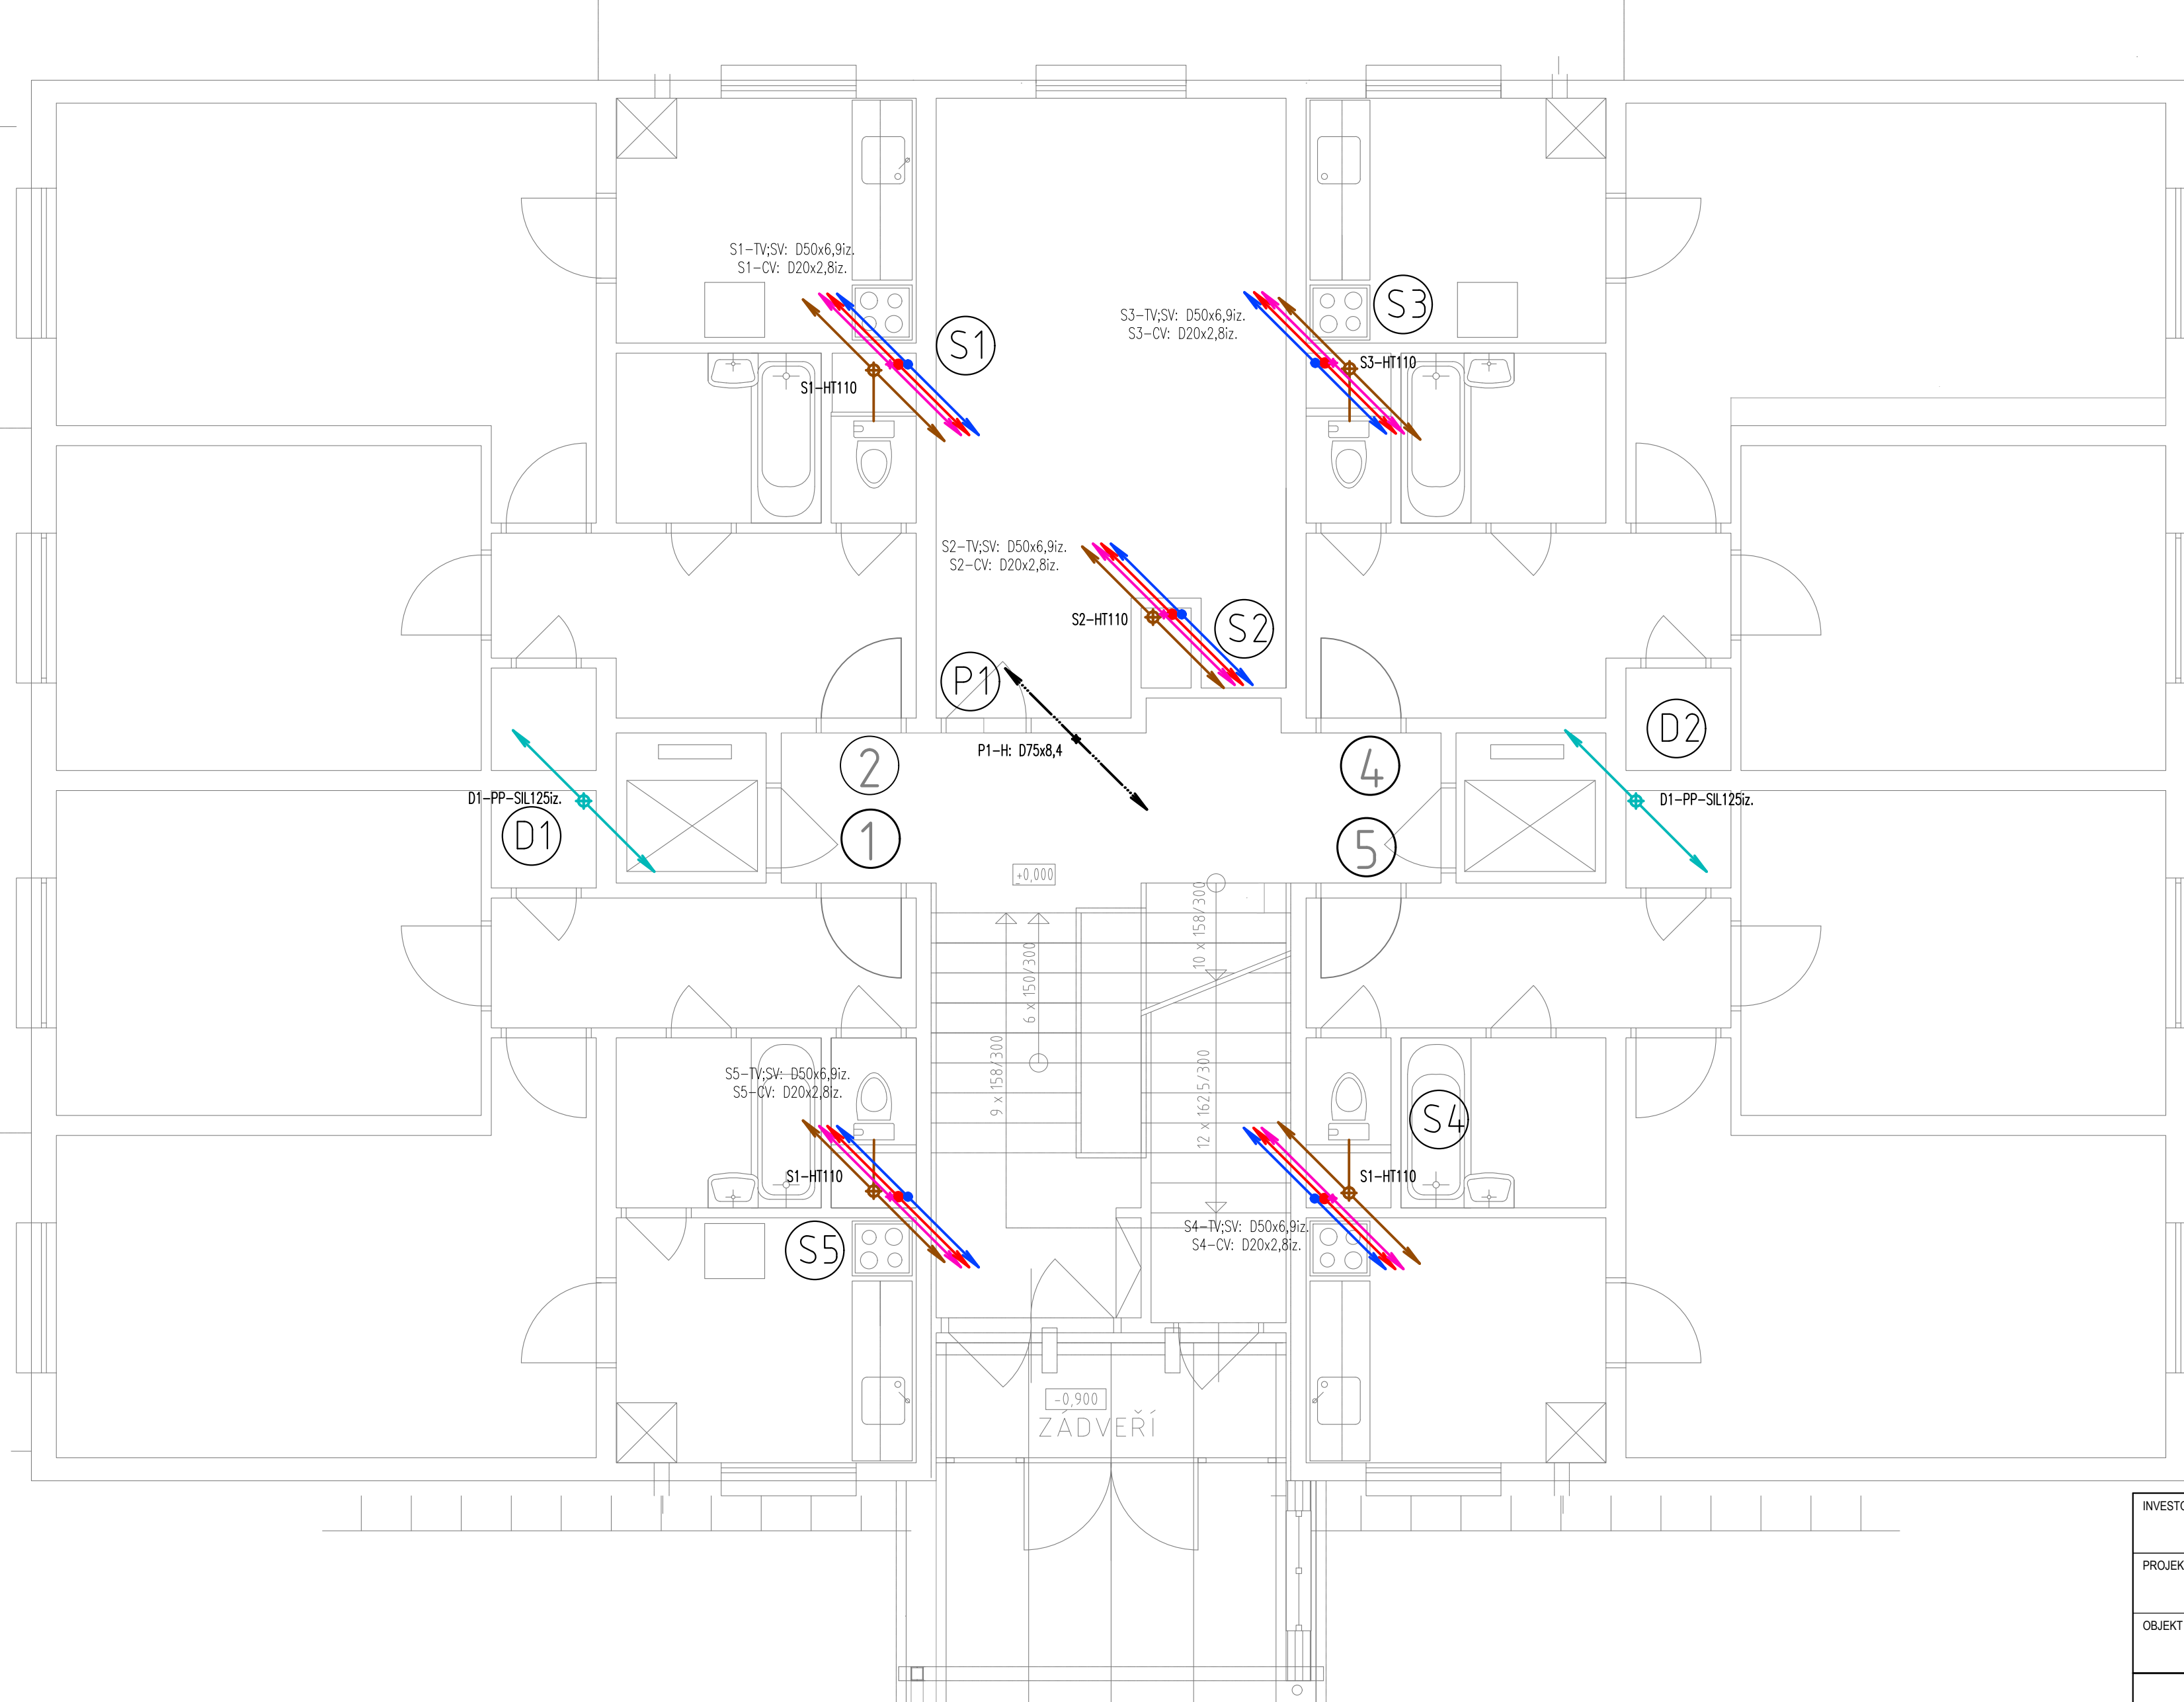 S1-TV;SV: D50x6,9iz.
S1-CV: D20x2,8iz.
S1
S1-HT110
S3
S3-TV;SV: D50x6,9iz.
S3-CV: D20x2,8iz.
S3-HT110
S2-TV;SV: D50x6,9iz.
S2-CV: D20x2,8iz.
S2-HT110
S2
P1
P1-H: D75x8,4
D2
2
4
D1-PP-SIL125iz.
D1-PP-SIL125iz.
D1
1
5
+0,000
10 x 158/300
6 x 150/300
9 x 158/300
12 x 162,5/300
S5-TV;SV: D50x6,9iz.
S5-CV: D20x2,8iz.
S1-HT110
S5
S4
S1-HT110
S4-TV;SV: D50x6,9iz.
S4-CV: D20x2,8iz.
-0,900
ZÁDVEŘÍ
PROJEK
OBJEKT